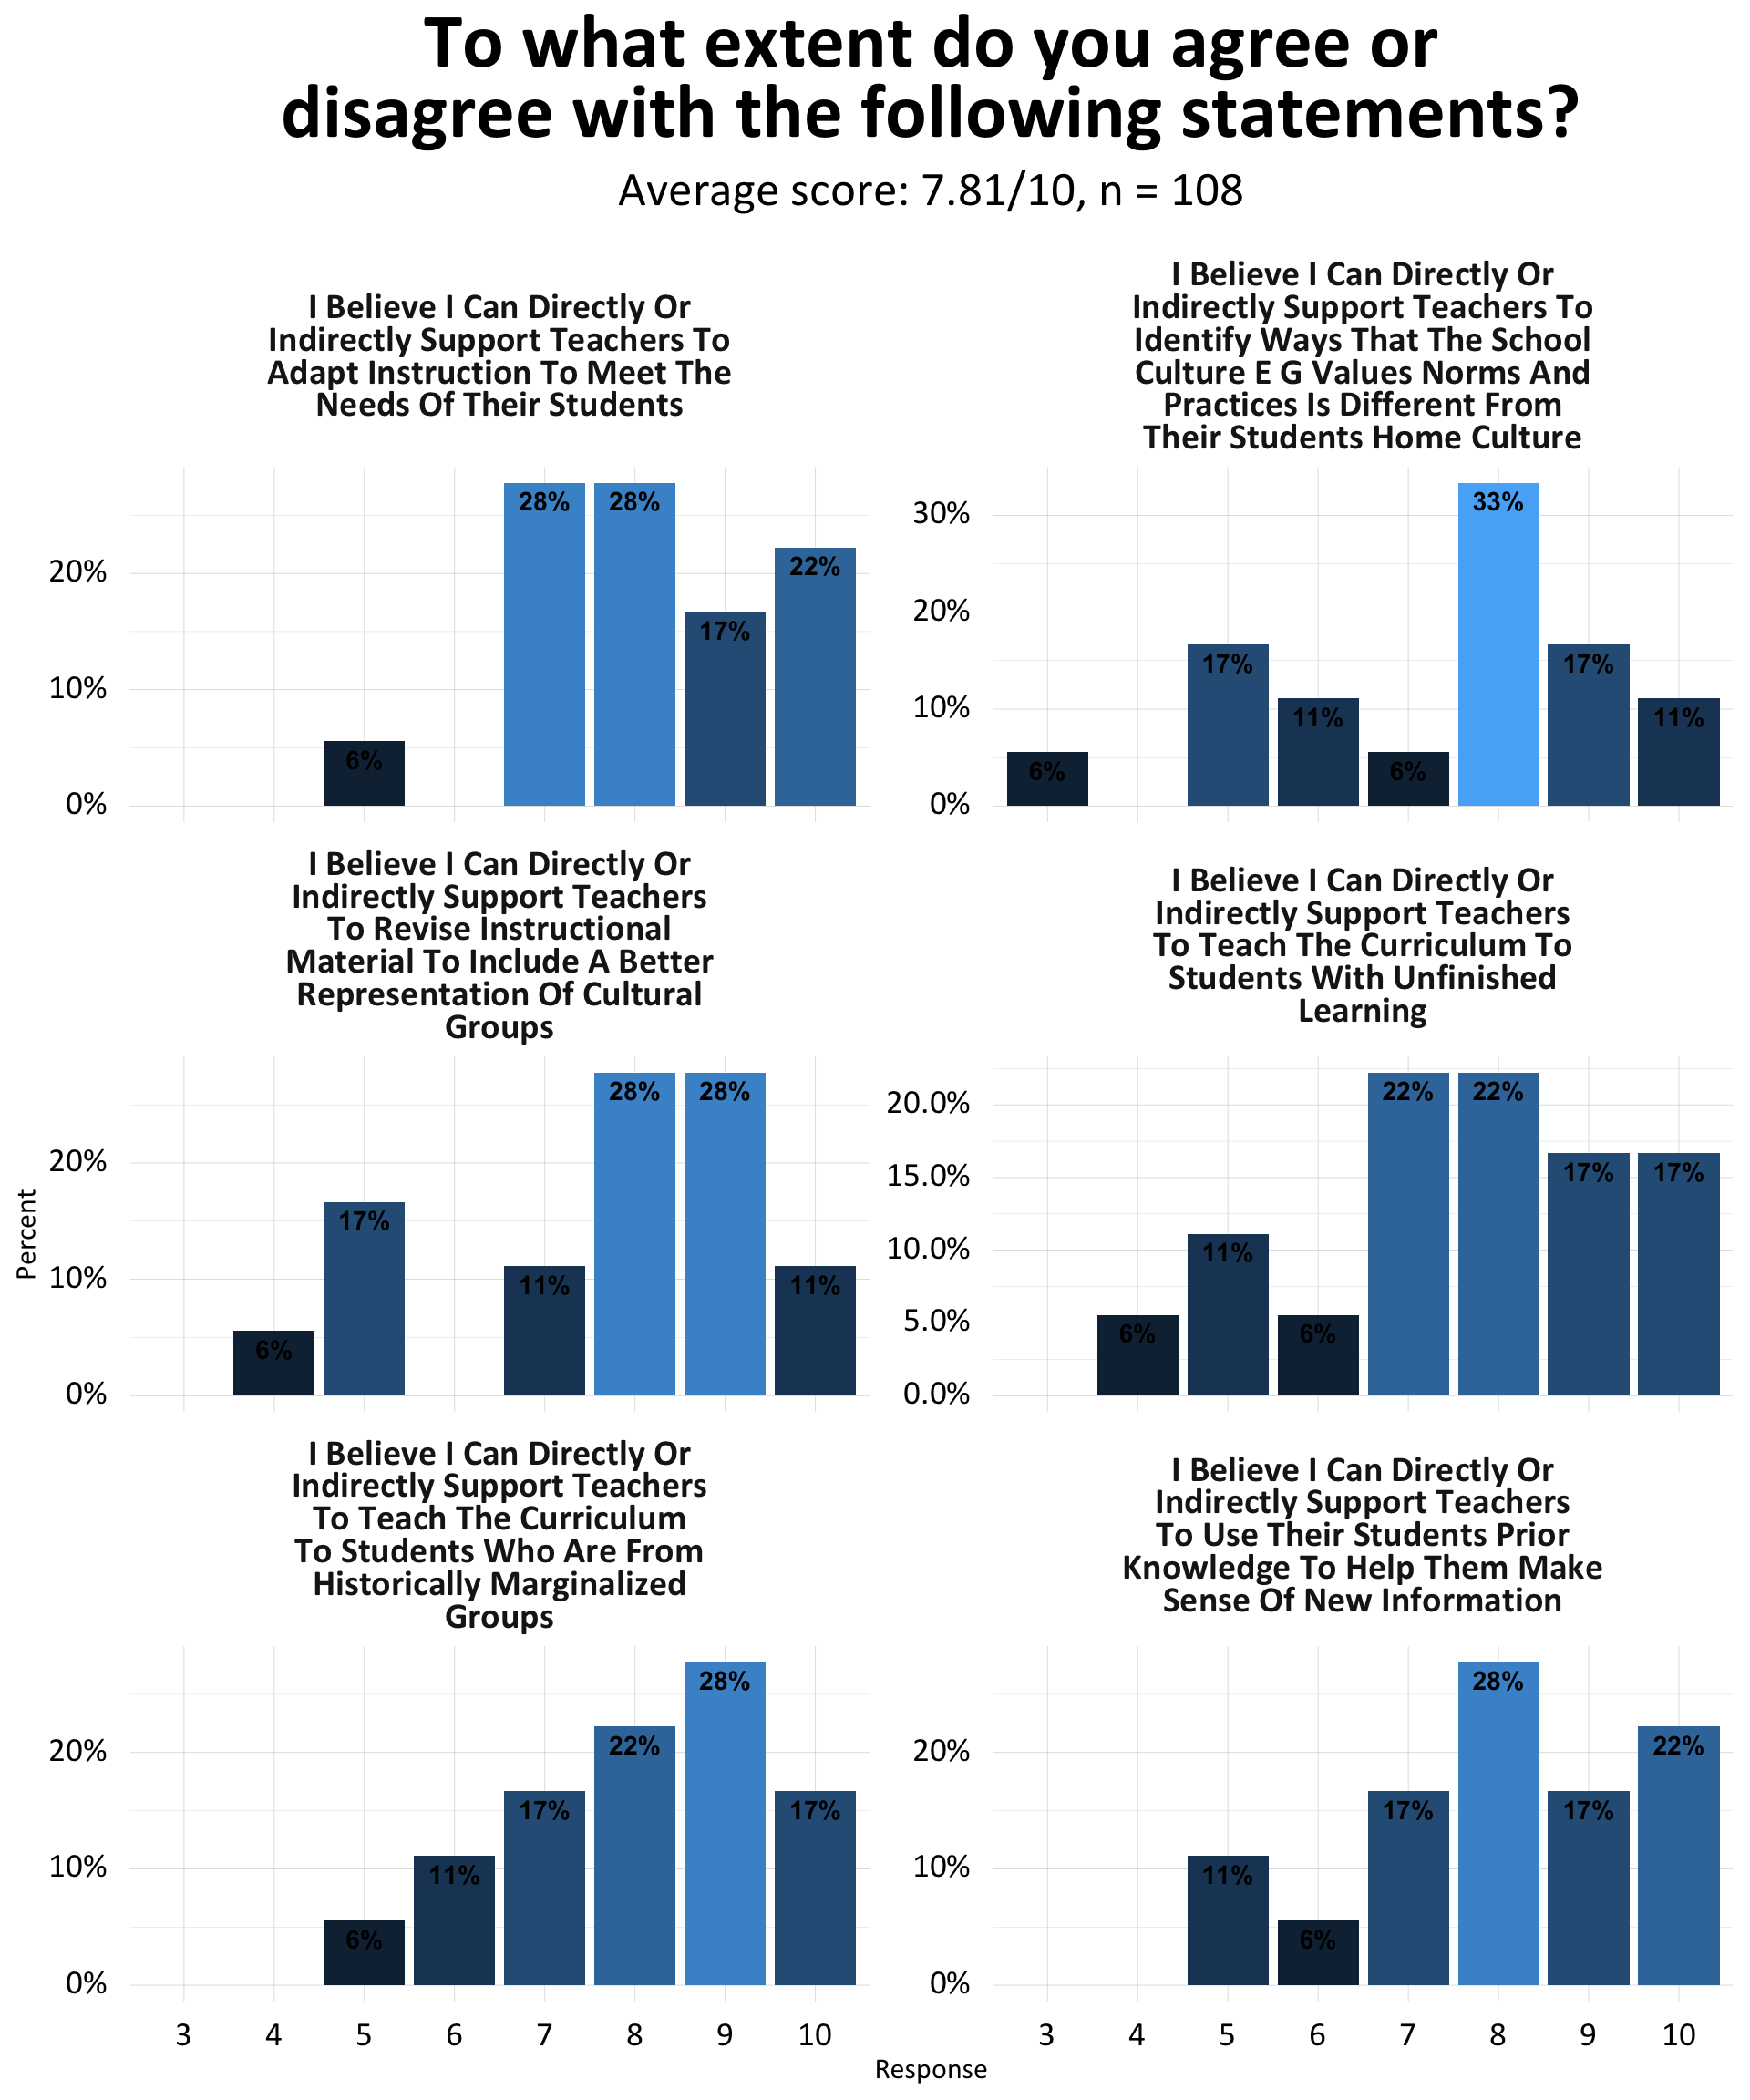 To what extent do you agree or
disagree with the following statements?
Average score: 7.81/10, n = 108
I Believe I Can Directly Or
Indirectly Support Teachers To
Adapt Instruction To Meet The
Needs Of Their Students
20%
10%
0%
6%
28%
28%
17%
22%
I Believe I Can Directly Or
Indirectly Support Teachers To
Identify Ways That The School
Culture E G Values Norms And
Practices Is Different From
Their Students Home Culture
30%
20%
10%
0%
6%
17%
11%
6%
33%
17%
11%
I Believe I Can Directly Or
Indirectly Support Teachers
To Revise Instructional
Material To Include A Better
Representation Of Cultural
Groups
Percent
20%
10%
0%
6%
17%
11%
28%
28%
11%
I Believe I Can Directly Or
Indirectly Support Teachers
To Teach The Curriculum To
Students With Unfinished
Learning
20.0%
15.0%
10.0%
5.0%
0.0%
6%
11%
6%
22%
22%
17%
17%
I Believe I Can Directly Or
Indirectly Support Teachers
To Teach The Curriculum
To Students Who Are From
Historically Marginalized
Groups
20%
10%
0%
6%
11%
17%
22%
28%
17%
3 4 5 6 7 8 9 10
I Believe I Can Directly Or
Indirectly Support Teachers
To Use Their Students Prior
Knowledge To Help Them Make
Sense Of New Information
20%
10%
0%
11%
6%
17%
28%
17%
22%
3 4 5 6 7 8 9 10
Response